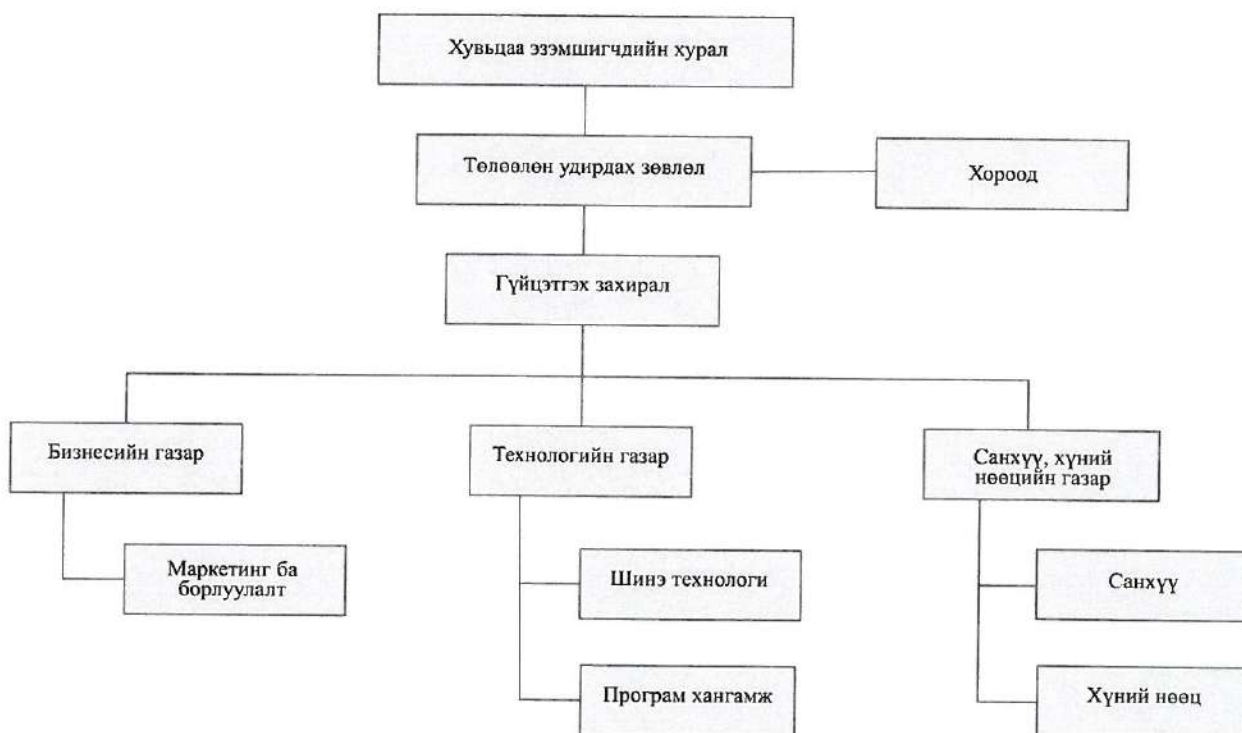 Хувьцаа эзэмшигчдийн хурал
Төлөөлөн удирдах зөвлөл
Хороод
Гүйцэтгэх захирал
Бизнесийн газар
Технологийн газар
Санхүү, хүний
нөөцийн газар
Маркетинг ба
борлуулалт
Шинэ технологи
Санхүү
Програм хангамж
Хүний нөөц